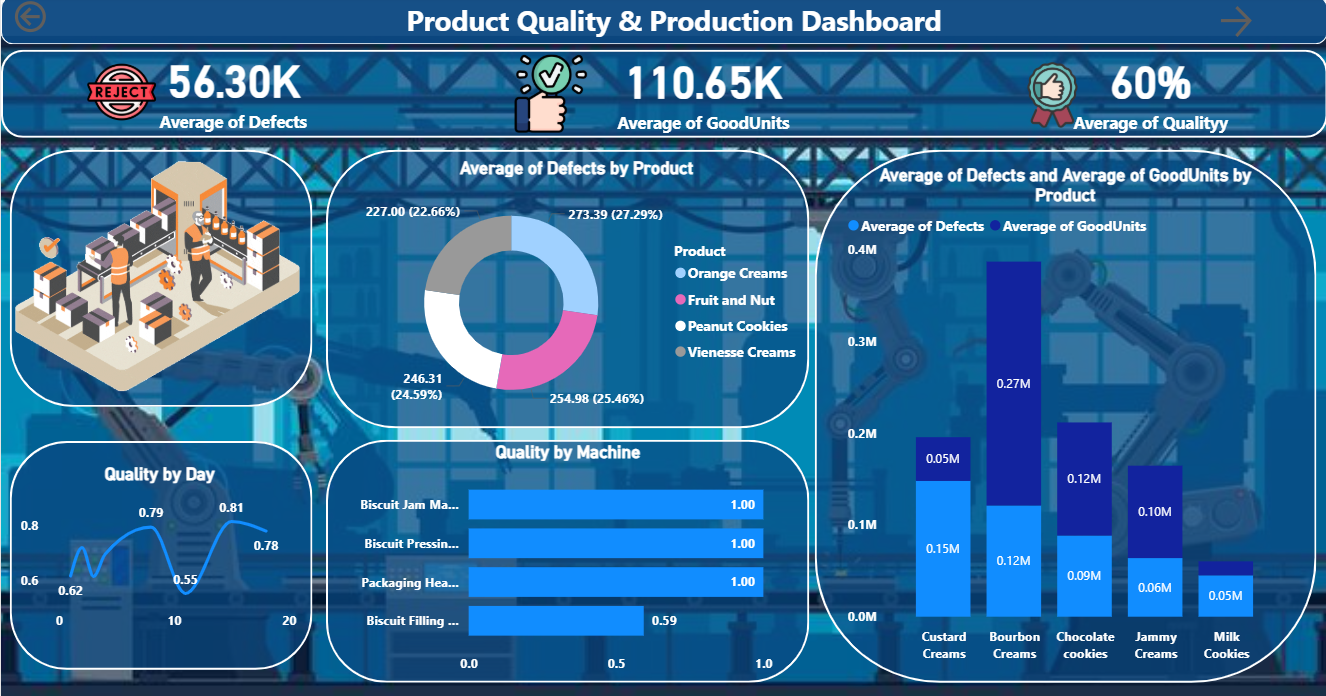 Product Quality & Production Dashboard
REJECT
56.30K
Average of Defects
110.65K
Average of GoodUnits
60%
Average of Qualityy
Average of Defects by Product
227.00 (22.66%)
273.39 (27.29%)
246.31
(24.59%)
254.98 (25.46%)
Product
Orange Creams
Fruit and Nut
Peanut Cookies
Vienesse Creams
Average of Defects and Average of GoodUnits by
Product
Average of Defects Average of GoodUnits
0.4M
0.3M
0.2M
0.1M
0.0M
0.05M
0.15M
0.27M
0.12M
0.12M
0.09M
0.10M
0.06M
0.05M
Custard
Creams
Bourbon
Creams
Chocolate
cookies
Jammy
Creams
Milk
Cookies
Quality by Day
0.8
0.6
0.62
0.79
0.55
0.81
0.78
0 10 20
Quality by Machine
Biscuit Jam Ma... 1.00
Biscuit Pressin... 1.00
Packaging Hea... 1.00
Biscuit Filling ... 0.59
0.0 0.5 1.0